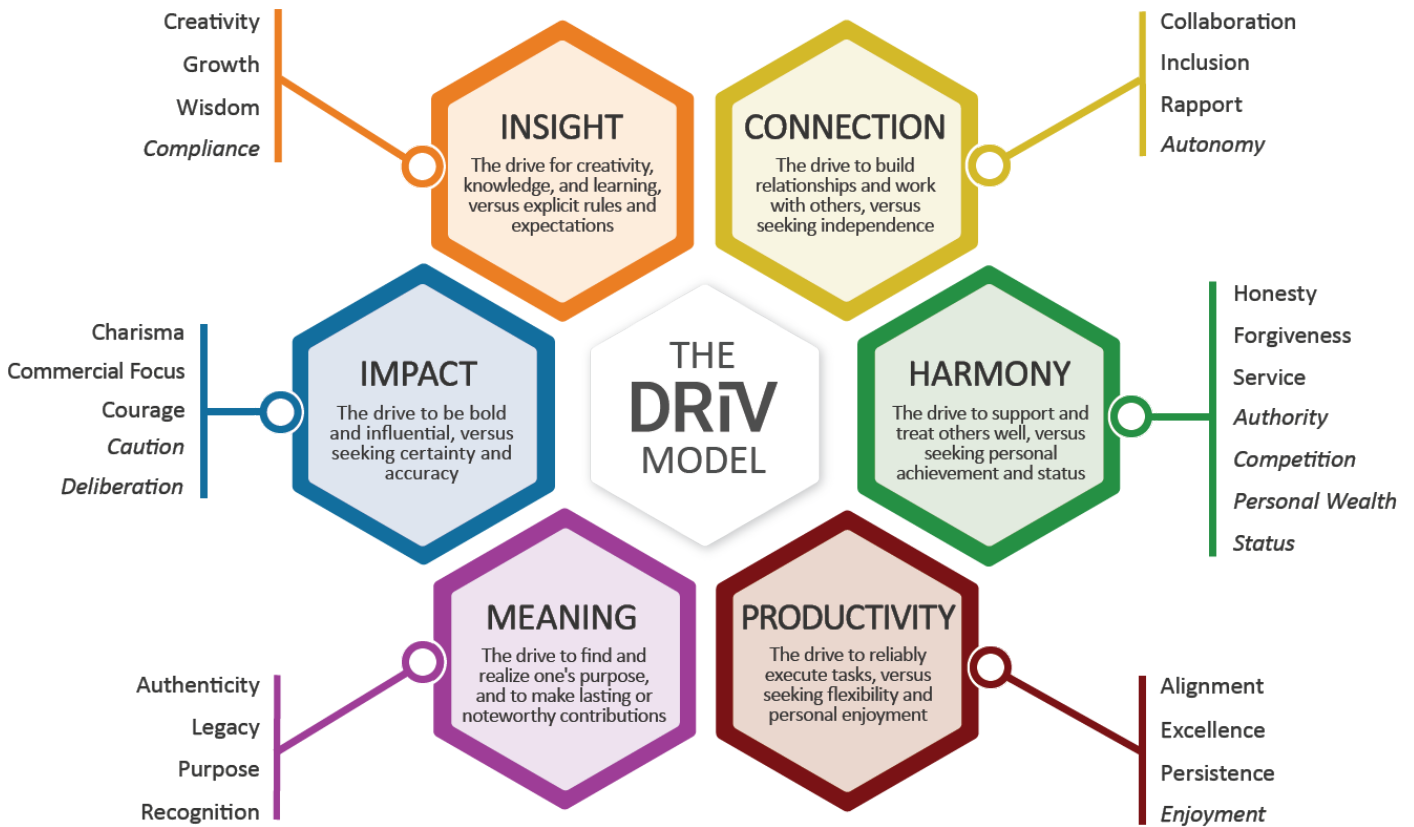 Creativity
Growth
Wisdom
Compliance
INSIGHT
The drive for creativity,
knowledge, and learning,
versus explicit rules and
expectations
CONNECTION
The drive to build
relationships and work
with others, versus
seeking independence
Collaboration
Inclusion
Rapport
Autonomy
Charisma
Commercial Focus
Courage
Caution
Deliberation
IMPACT
The drive to be bold
and influential, versus
seeking certainty and
accuracy
THE
DRiV
MODEL
HARMONY
The drive to support and
treat others well, versus
seeking personal
achievement and status
Honesty
Forgiveness
Service
Authority
Competition
Personal Wealth
Status
Authenticity
Legacy
Purpose
Recognition
MEANING
The drive to find and
realize one's purpose,
and to make lasting or
noteworthy contributions
PRODUCTIVITY
The drive to reliably
execute tasks, versus
seeking flexibility and
personal enjoyment
Alignment
Excellence
Persistence
Enjoyment